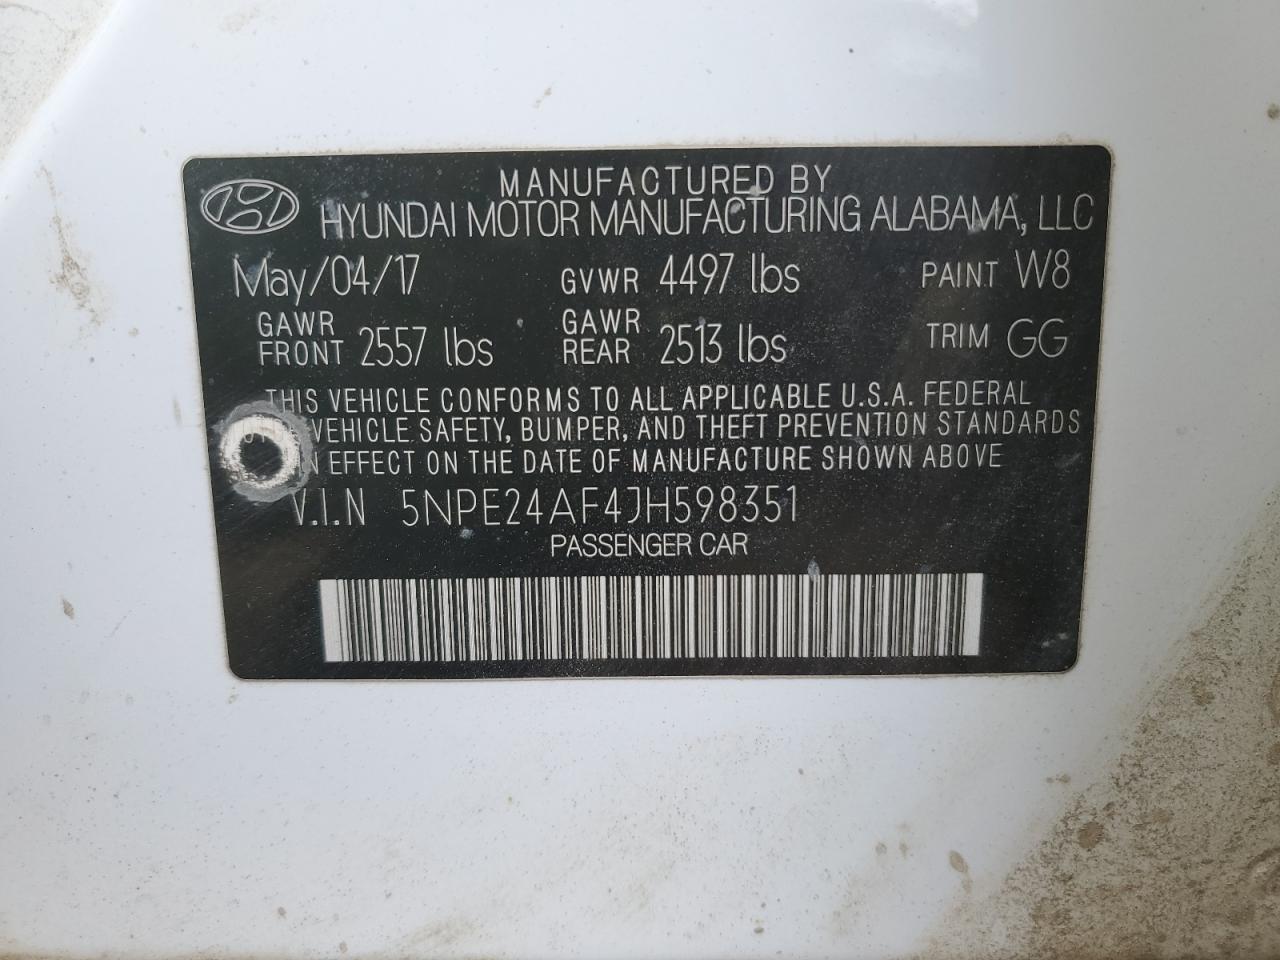 MANUFACTURED BY
HYUNDAI MOTOR MANUFACTURING ALABAMA, LLC
May/04/17 GVWR 4497 lbs PAINT W8
GAWR FRONT 2557 lbs GAWR REAR 2513 lbs TRIM GG
THIS VEHICLE CONFORMS TO ALL APPLICABLE U.S.A. FEDERAL
VEHICLE SAFETY, BUMPER, AND THEFT PREVENTION STANDARDS
IN EFFECT ON THE DATE OF MANUFACTURE SHOWN ABOVE
V.I.N 5NPE24AF4JH598351
PASSENGER CAR